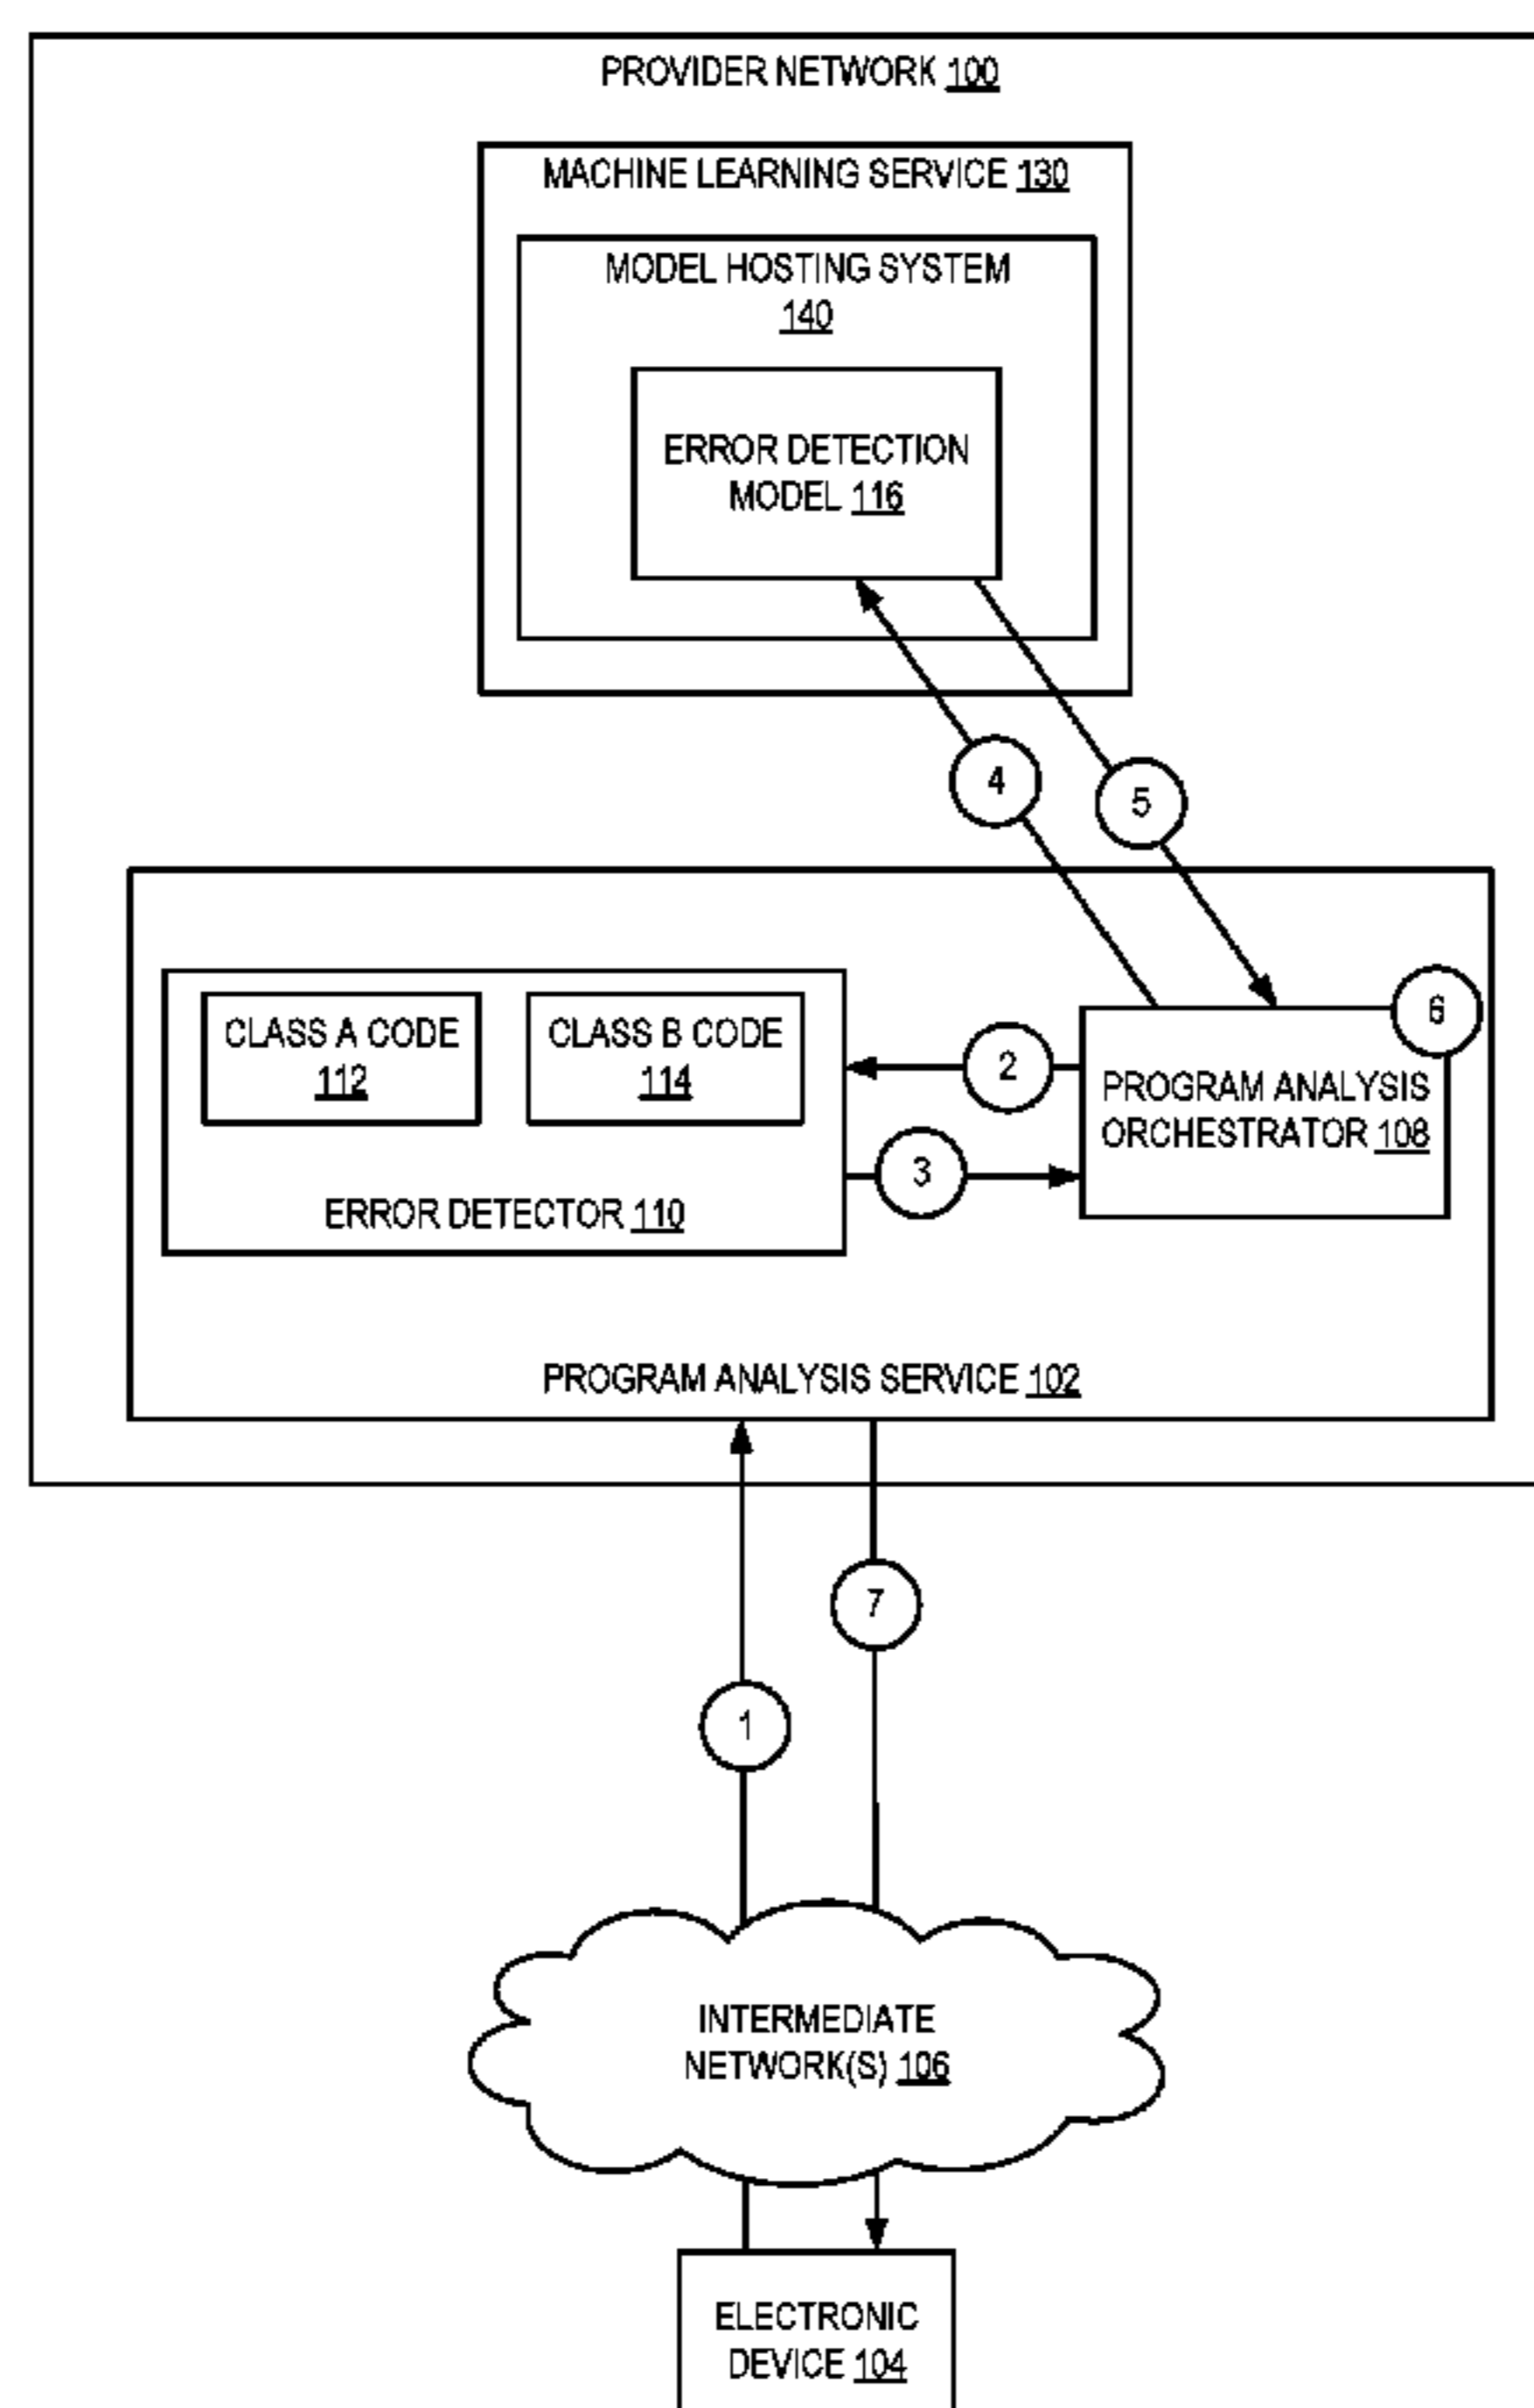 PROVIDER NETWORK 100
MACHINE LEARNING SERVICE 130
MODEL HOSTING SYSTEM
140
ERROR DETECTION
MODEL 116
4
5
6
CLASS A CODE
112
CLASS B CODE
114
2
PROGRAM ANALYSIS
ORCHESTRATOR 108
3
ERROR DETECTOR 110
PROGRAM ANALYSIS SERVICE 102
7
1
INTERMEDIATE
NETWORK(S) 106
ELECTRONIC
DEVICE 104